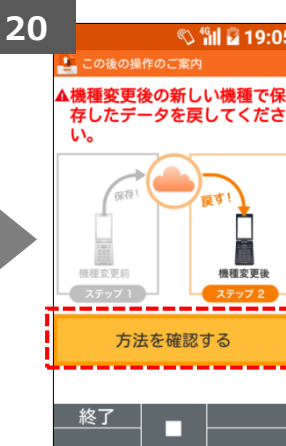 20
4G 19:05
この後の操作のご案内
▲機種変更後の新しい機種で保
存したデータを戻してくださ
い。
保存!
戻す!
機種変更前
機種変更後
ステップ 1
ステップ 2
方法を確認する
終了